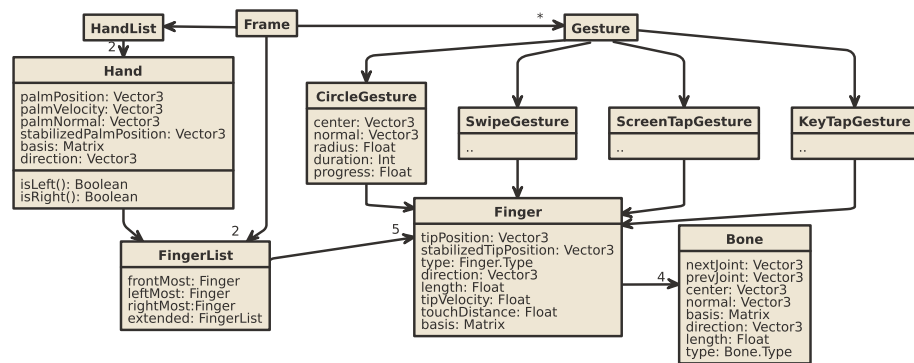 HandList
Frame
*
Gesture
2
Hand
palmPosition: Vector3
palmVelocity: Vector3
palmNormal: Vector3
stabilizedPalmPosition: Vector3
basis: Matrix
direction: Vector3
isLeft(): Boolean
isRight(): Boolean
CircleGesture
center: Vector3
normal: Vector3
radius: Float
duration: Int
progress: Float
SwipeGesture
..
ScreenTapGesture
..
KeyTapGesture
..
2
FingerList
frontMost: Finger
leftMost: Finger
rightMost:Finger
extended: FingerList
5
Finger
tipPosition: Vector3
stabilizedTipPosition: Vector3
type: Finger.Type
direction: Vector3
length: Float
tipVelocity: Float
touchDistance: Float
basis: Matrix
4
Bone
nextJoint: Vector3
prevJoint: Vector3
center: Vector3
normal: Vector3
basis: Matrix
direction: Vector3
length: Float
type: Bone.Type